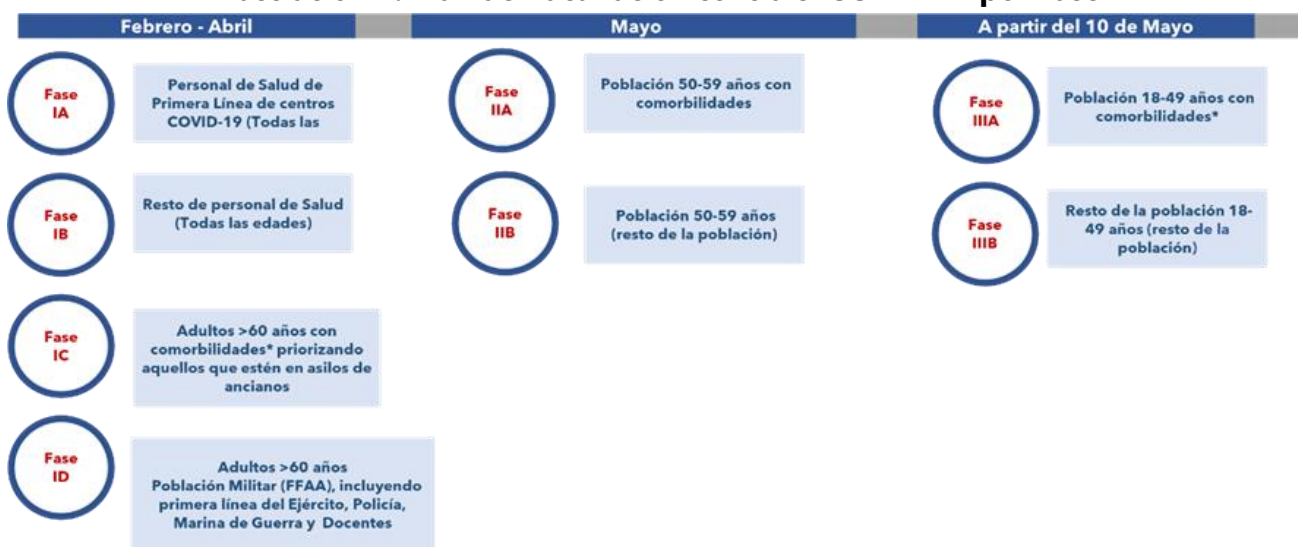 Febrero - Abril
Fase
IA
Personal de Salud de
Primera Línea de centros
COVID-19 (Todas las
Fase
IB
Resto de personal de Salud
(Todas las edades)
Fase
IC
Adultos >60 años con
comorbilidades* priorizando
aquellos que estén en asilos de
ancianos
Fase
ID
Adultos >60 años
Población Militar (FFAA), incluyendo
primera línea del Ejército, Policía,
Marina de Guerra y Docentes
Mayo
Fase
IIA
Población 50-59 años con
comorbilidades
Fase
IIB
Población 50-59 años
(resto de la población)
A partir del 10 de Mayo
Fase
IIIA
Población 18-49 años con
comorbilidades*
Fase
IIIB
Resto de la población 18-
49 años (resto de la
población)